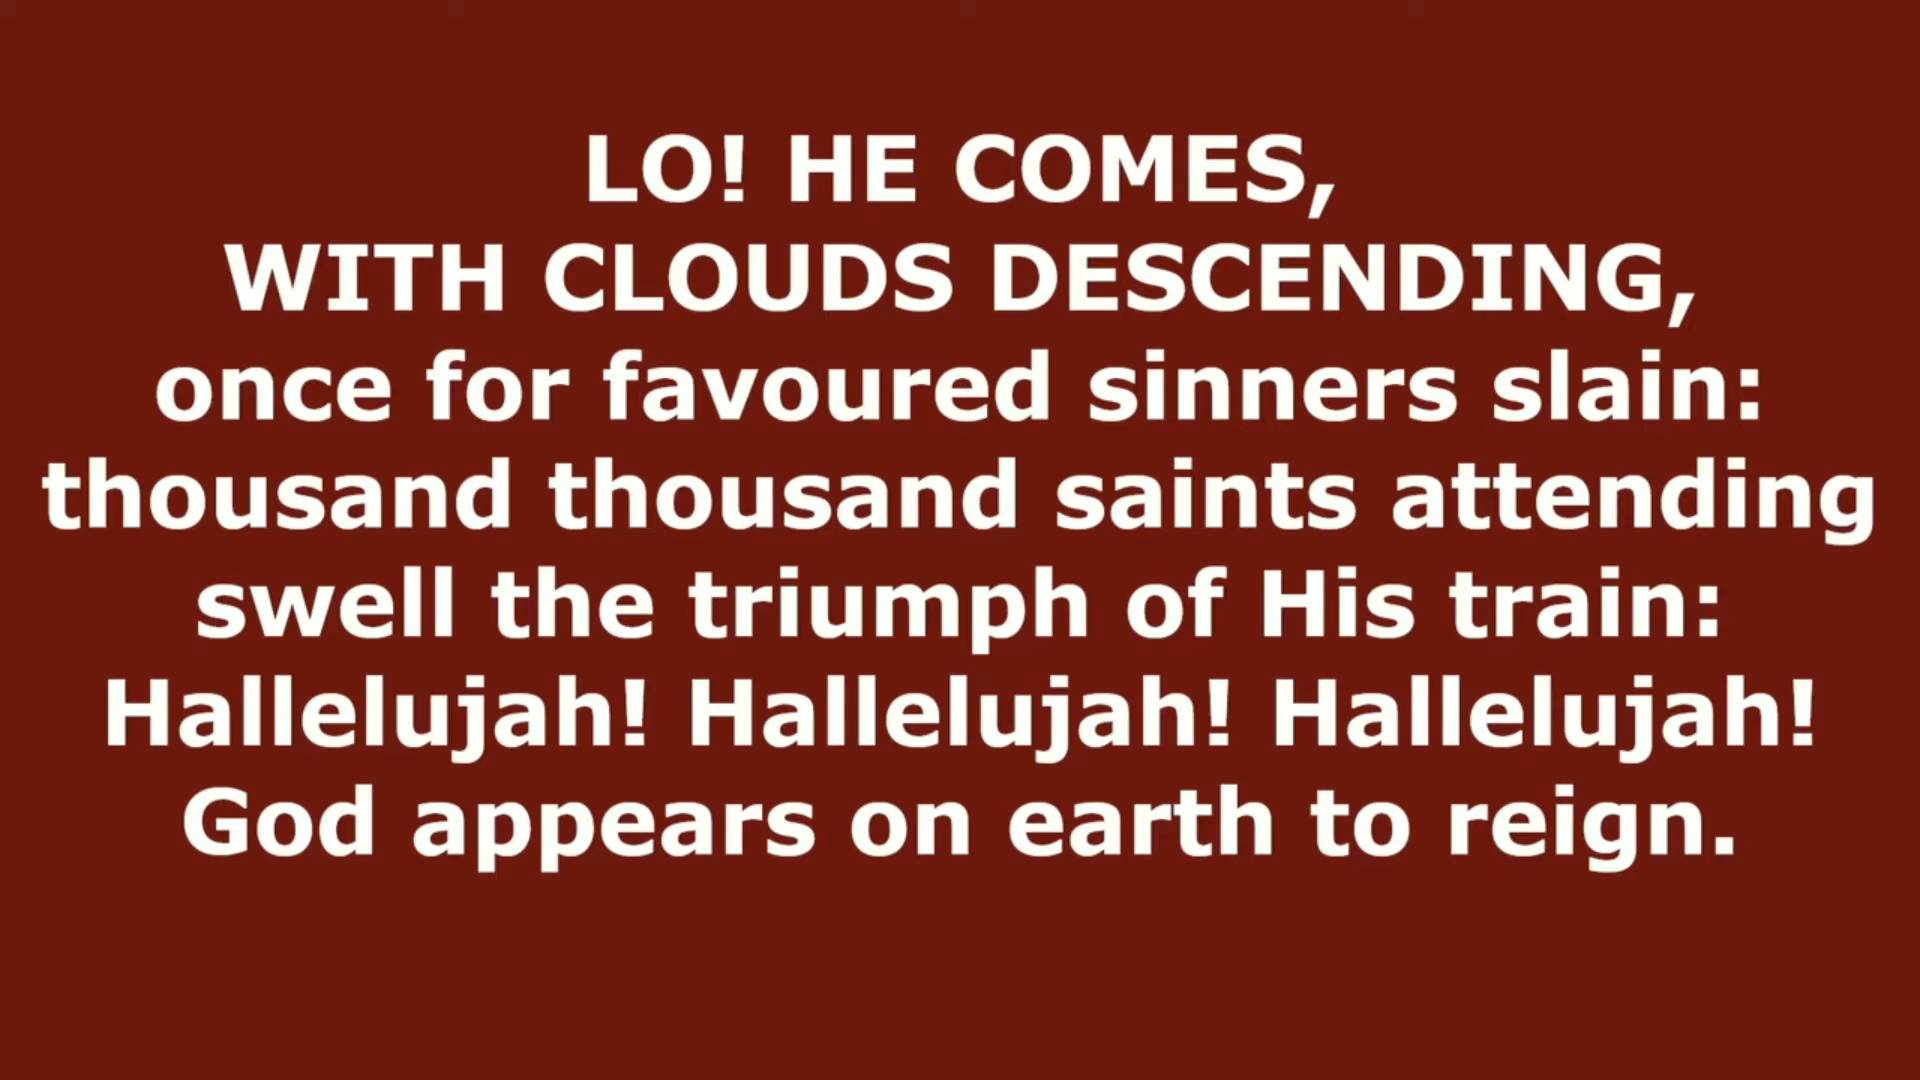 LO! HE COMES,
WITH CLOUDS DESCENDING,
once for favoured sinners slain:
thousand thousand saints attending
swell the triumph of His train:
Hallelujah! Hallelujah! Hallelujah!
God appears on earth to reign.